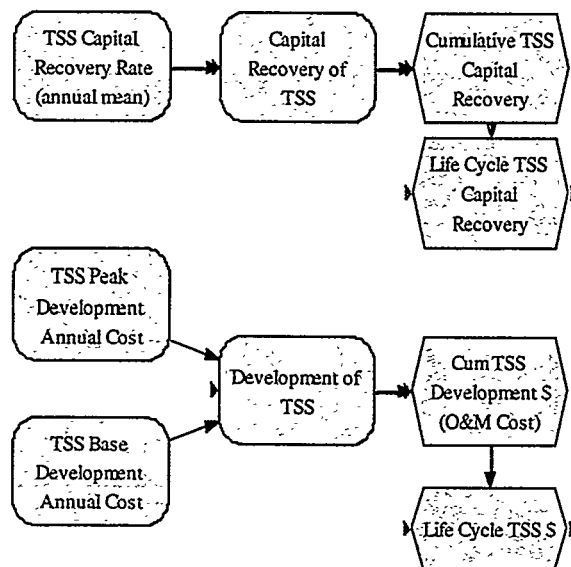 TSS Capital
Recovery Rate
(annual mean)
Capital
Recovery of
TSS
Cumulative TSS
Capital
Recovery
Life Cycle TSS
Capital
Recovery
TSS Peak
Development
Annual Cost
Development of
TSS
Cum TSS
Development $
(O&M Cost)
TSS Base
Development
Annual Cost
Life Cycle TSS $